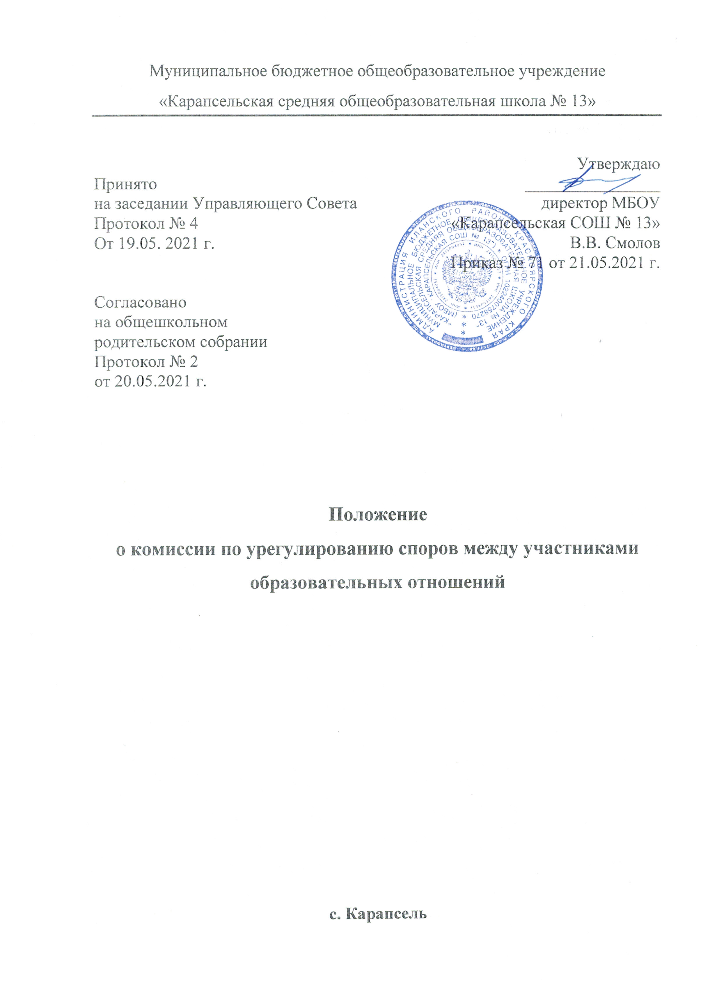 Муниципальное бюджетное общеобразовательное учреждение
«Карапсельская средняя общеобразовательная школа № 13»
Утверждаю
директор МБОУ
«Карапсельская СОШ № 13»
В.В. Смолов
Приказ № 71 от 21.05.2021 г.
Принято
на заседании Управляющего Совета
Протокол № 4
От 19.05. 2021 г.
Согласовано
на общешкольном
родительском собрании
Протокол № 2
от 20.05.2021 г.
АДМИНИСТРАЦИЯ ИЛАНСКОГО РАЙОНА КРАСНОЯРСКОГО КРАЯ
МУНИЦИПАЛЬНОЕ БЮДЖЕТНОЕ ОБЩЕОБРАЗОВАТЕЛЬНОЕ УЧРЕЖДЕНИЕ
"КАРАПСЕЛЬСКАЯ СРЕДНЯЯ ОБЩЕОБРАЗОВАТЕЛЬНАЯ ШКОЛА № 13"
(МБОУ "КАРАПСЕЛЬСКАЯ СОШ № 13") * ОГРН 1022400758270 *
Положение
о комиссии по урегулированию споров между участниками
образовательных отношений
с. Карапсель